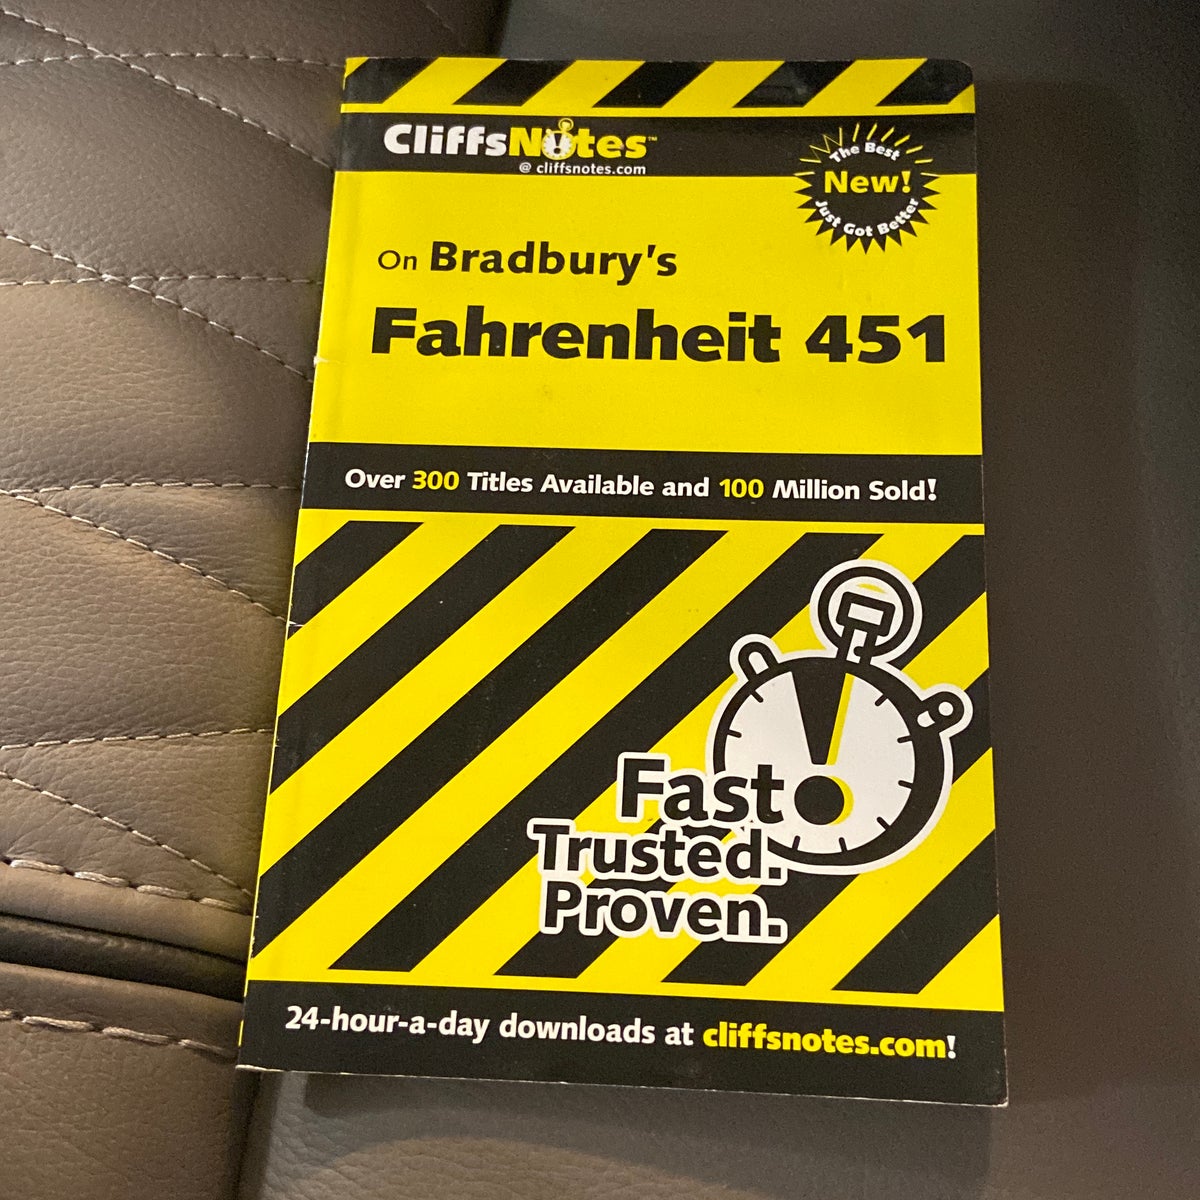 CliffsNotes™
@ cliffsnotes.com
The Best
New!
Just Got Better
On Bradbury's
Fahrenheit 451
Over 300 Titles Available and 100 Million Sold!
Fast.
Trusted.
Proven.
24-hour-a-day downloads at cliffsnotes.com!